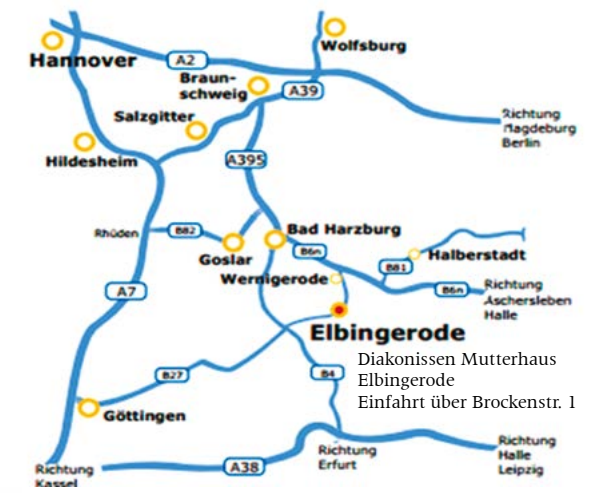 Wolfsburg
Hannover
A2
Braun-
schweig
A39
Salzgitter
Richtung
Magdeburg
Berlin
Hildesheim
A395
Rhüden
B82
Bad Harzburg
Goslar
B6n
Halberstadt
B81
Wernigerode
A7
B6n
Richtung
Aschersleben
Halle
Elbingerode
Diakonissen Mutterhaus
Elbingerode
Einfahrt über Brockenstr. 1
B27
B4
Göttingen
Richtung
Kassel
A38
Richtung
Erfurt
Richtung
Halle
Leipzig